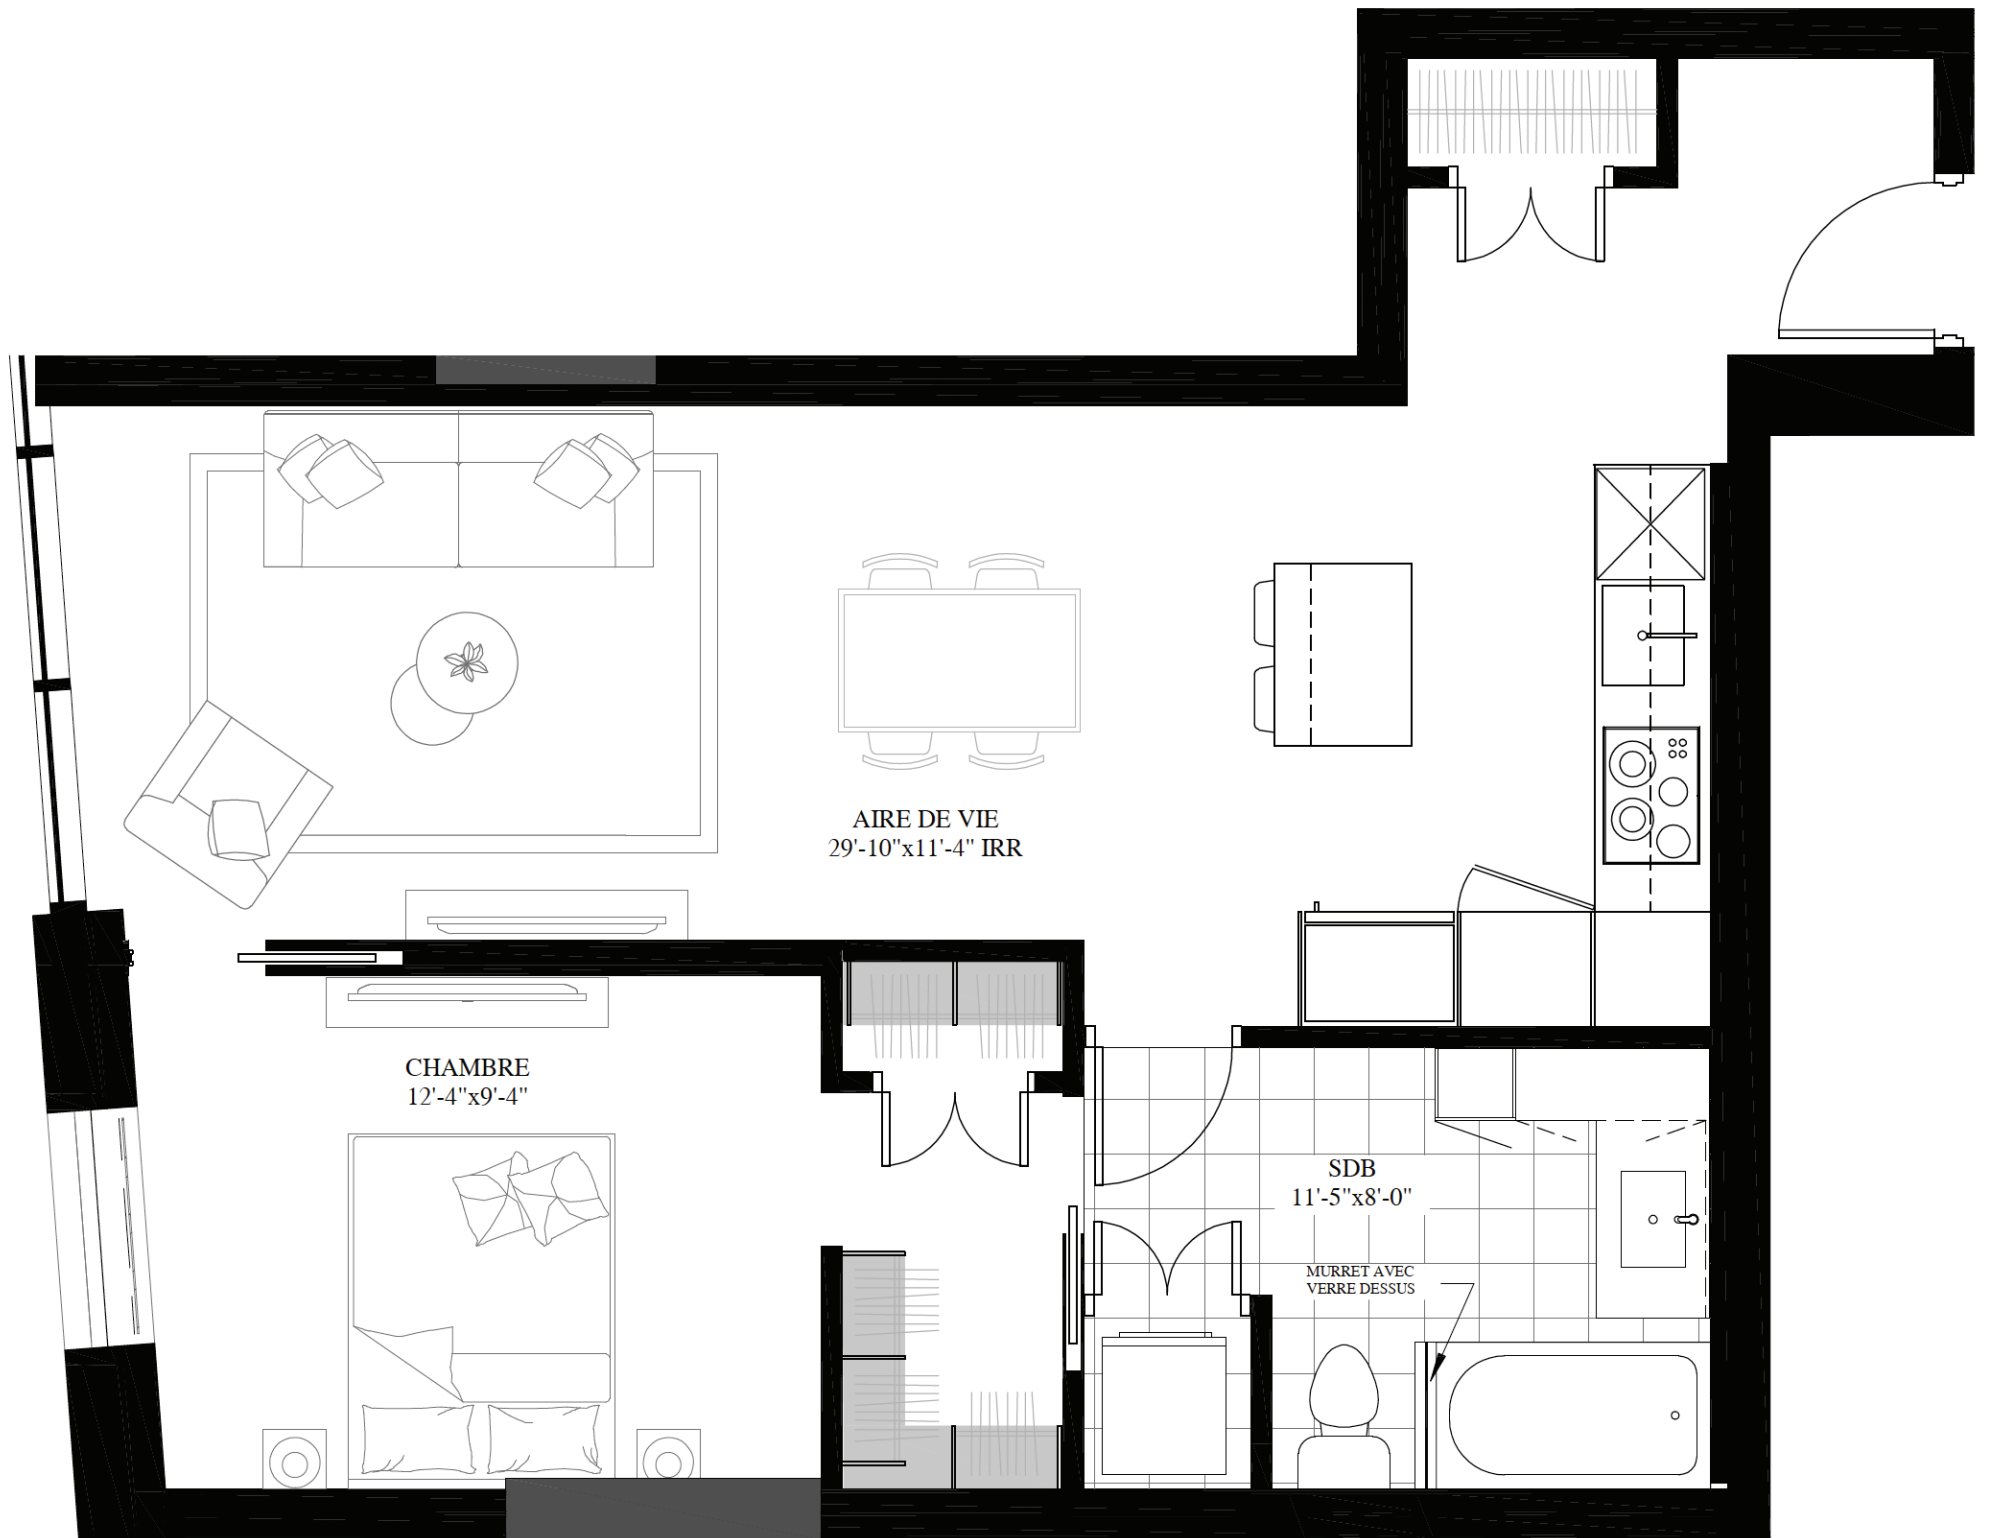 AIRE DE VIE
29'-10"x11'-4" IRR
CHAMBRE
12'-4"x9'-4"
SDB
11'-5"x8'-0"
MURRET AVEC
VERRE DESSUS